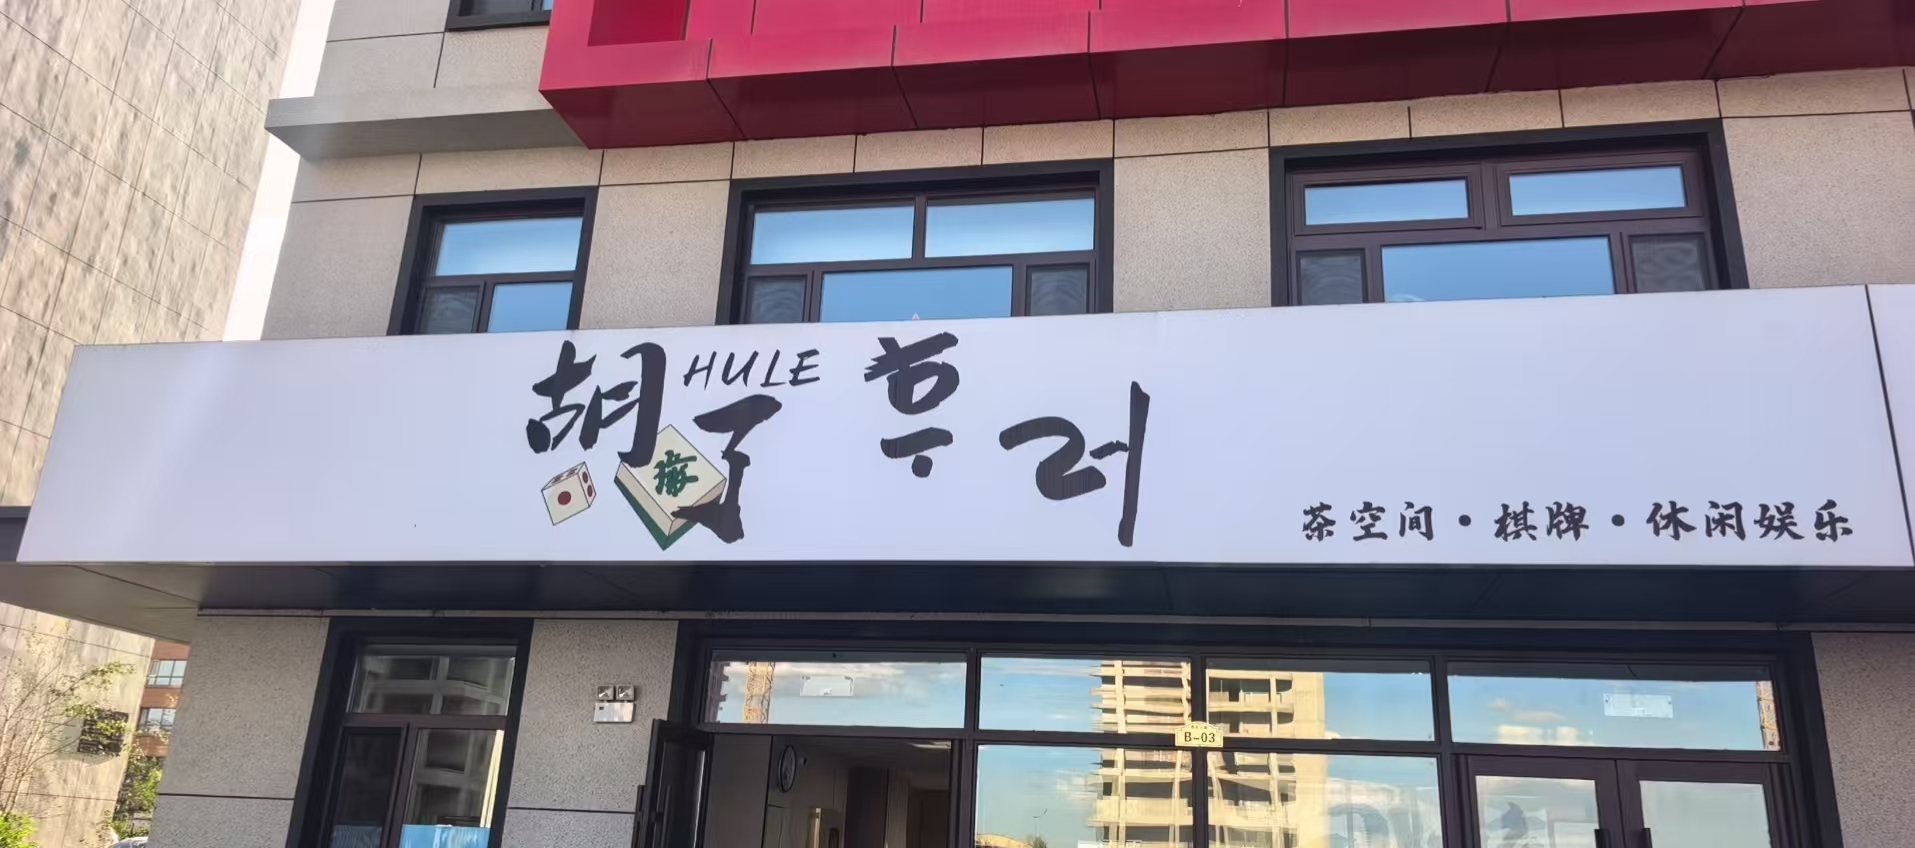 胡了
HULE
후러
發
茶空间·棋牌·休闲娱乐
B-03